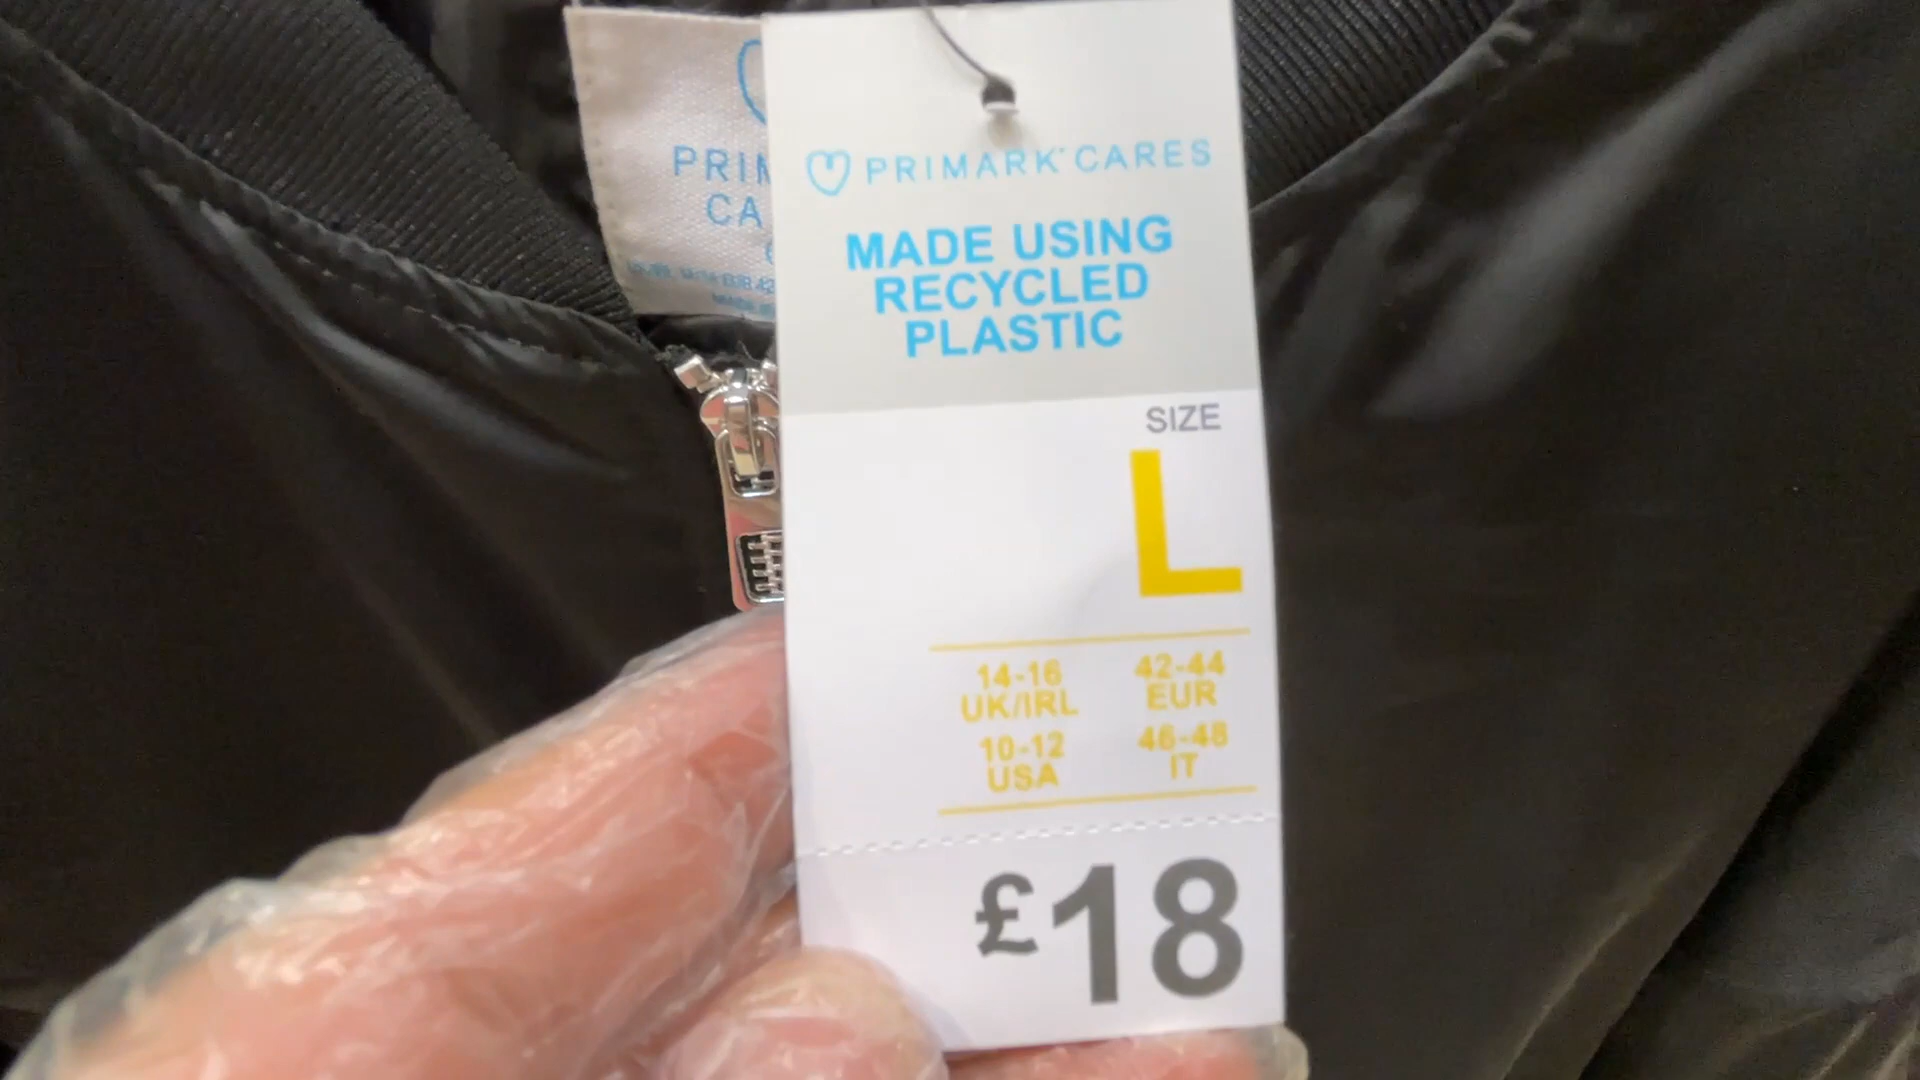 PRIM
CA
PRIMARK CARES
MADE USING
RECYCLED
PLASTIC
SIZE
L
14-16
UK/IRL
42-44
EUR
10-12
USA
46-48
IT
£18